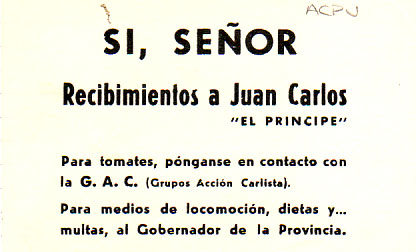 ACPU
SI, SEÑOR
Recibimientos a Juan Carlos
"EL PRINCIPE"
Para tomates, pónganse en contacto con
la G. A. C. (Grupos Acción Carlista).
Para medios de locomoción, dietas y...
multas, al Gobernador de la Provincia.